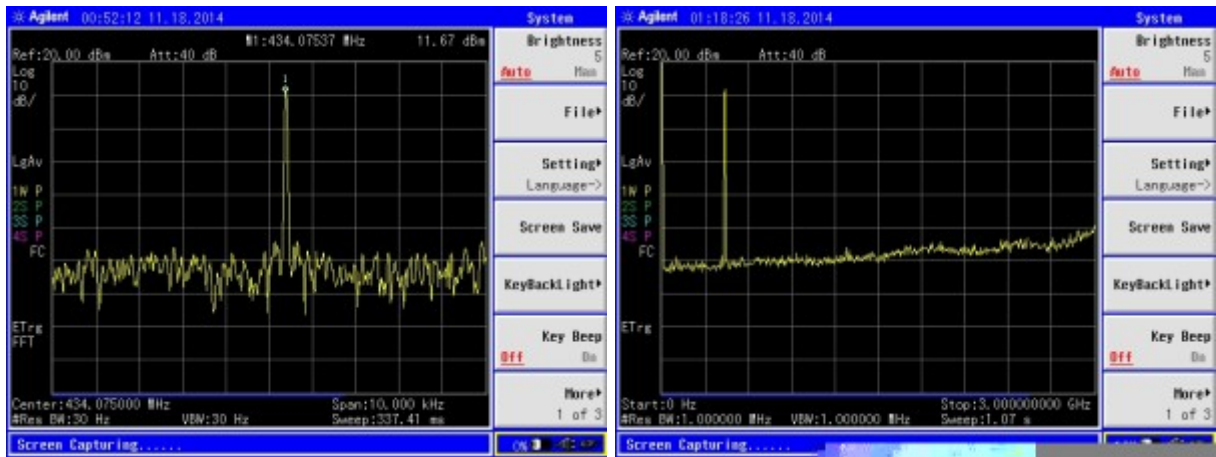 Agilent 00:52:12 11.18.2014 System
M1:434.07537 MHz 11.67 dBm
Ref:20.00 dBm Att:40 dB
Log
10
dB/
1
LgAv
1W P
2S P
3S P
4S P
FC
ETrg
FFT
Center:434.075000 MHz Span:10.000 kHz
#Res BW:30 Hz VBW:30 Hz Sweep:337.41 ms
Screen Capturing......
0%
Brightness
5
Auto Man
File
Setting
Language->
Screen Save
KeyBackLight
Key Beep
Off On
More
1 of 3
Agilent 01:18:26 11.18.2014 System
Ref:20.00 dBm Att:40 dB
Log
10
dB/
LgAv
1W P
2S P
3S P
4S P
FC
ETrg
Start:0 Hz Stop:3.000000000 GHz
#Res BW:1.000000 MHz VBW:1.000000 MHz Sweep:1.07 s
Screen Capturing......
Brightness
5
Auto Man
File
Setting
Language->
Screen Save
KeyBackLight
Key Beep
Off On
More
1 of 3